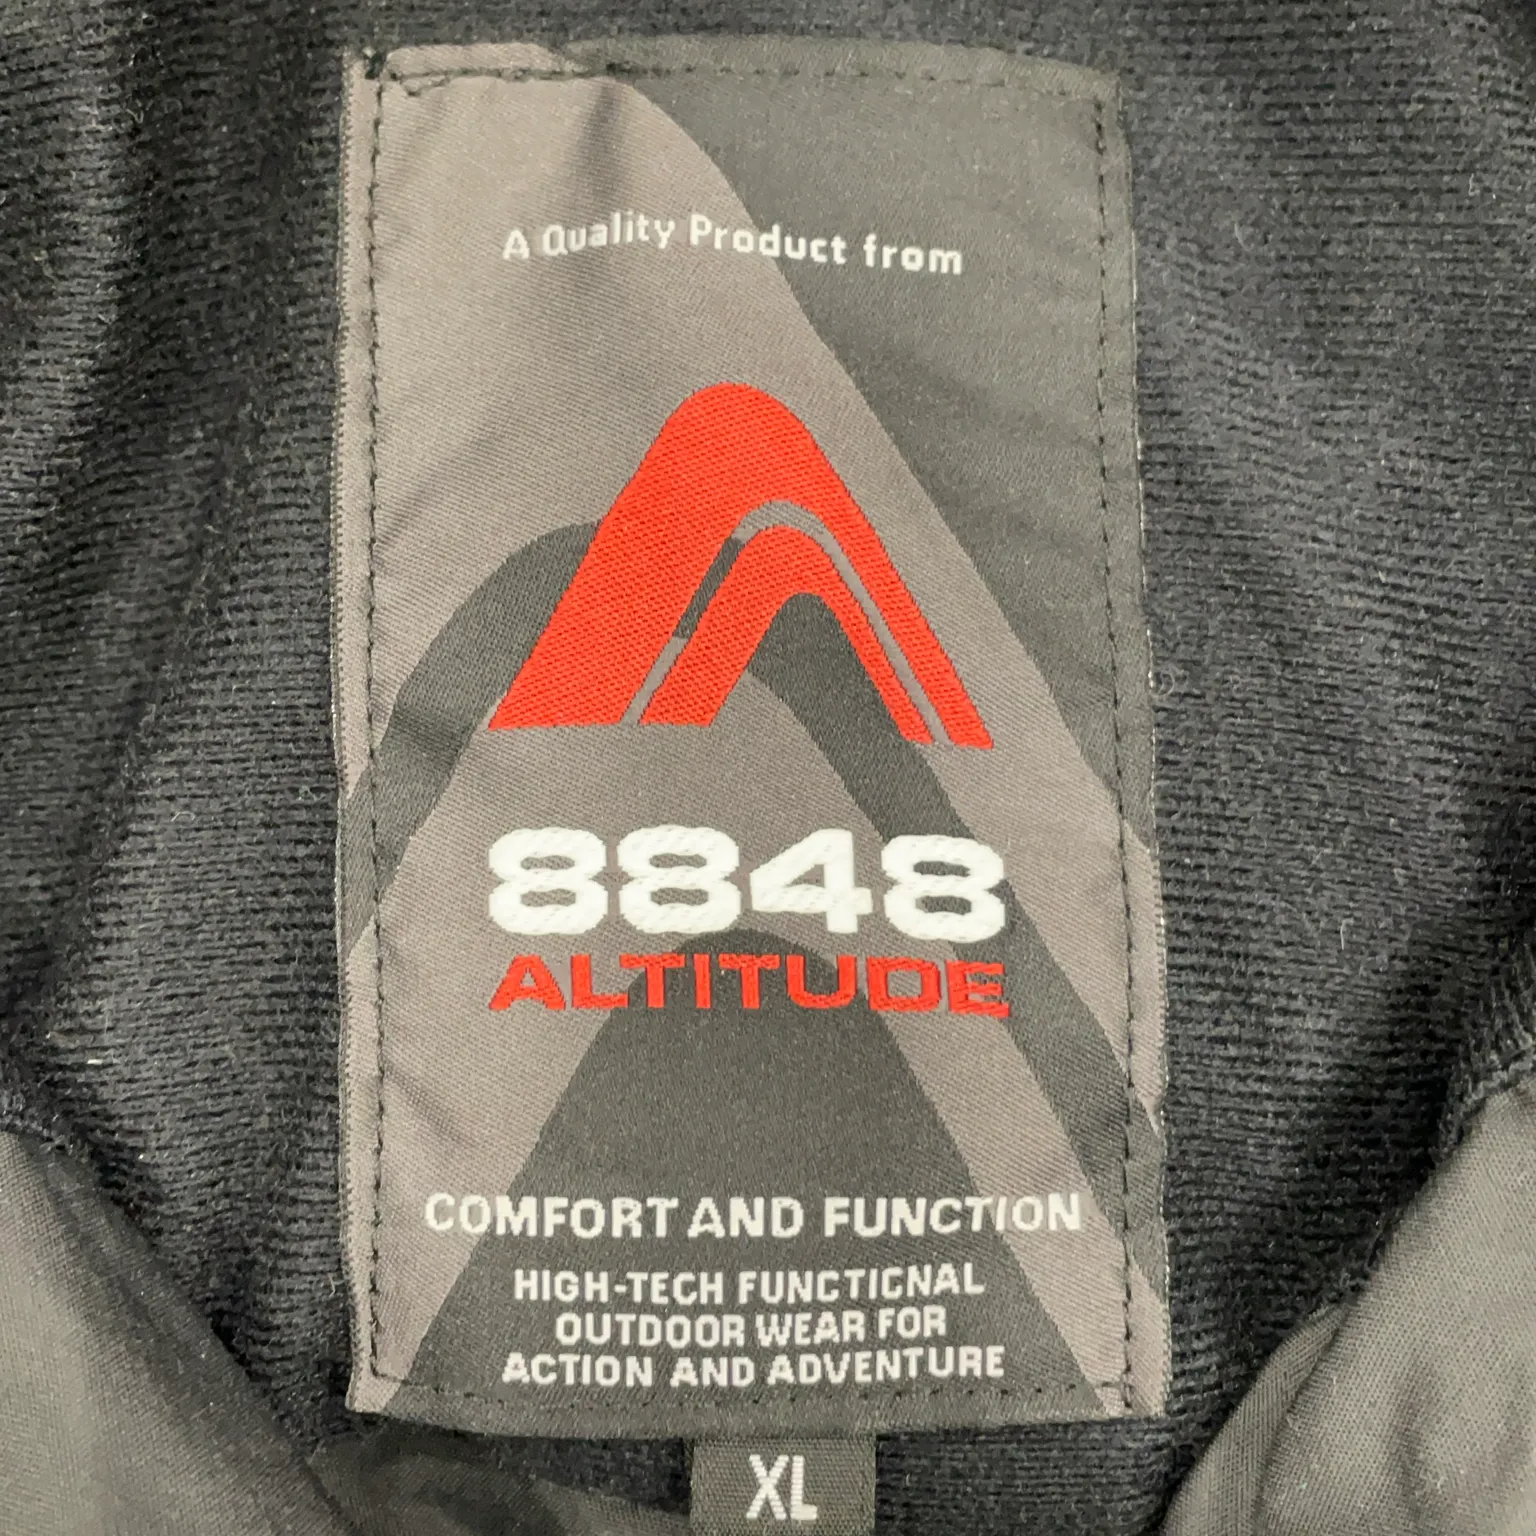 A Quality Product from
8848
ALTITUDE
COMFORT AND FUNCTION
HIGH-TECH FUNCTICNAL
OUTDOOR WEAR FOR
ACTION AND ADVENTURE
XL